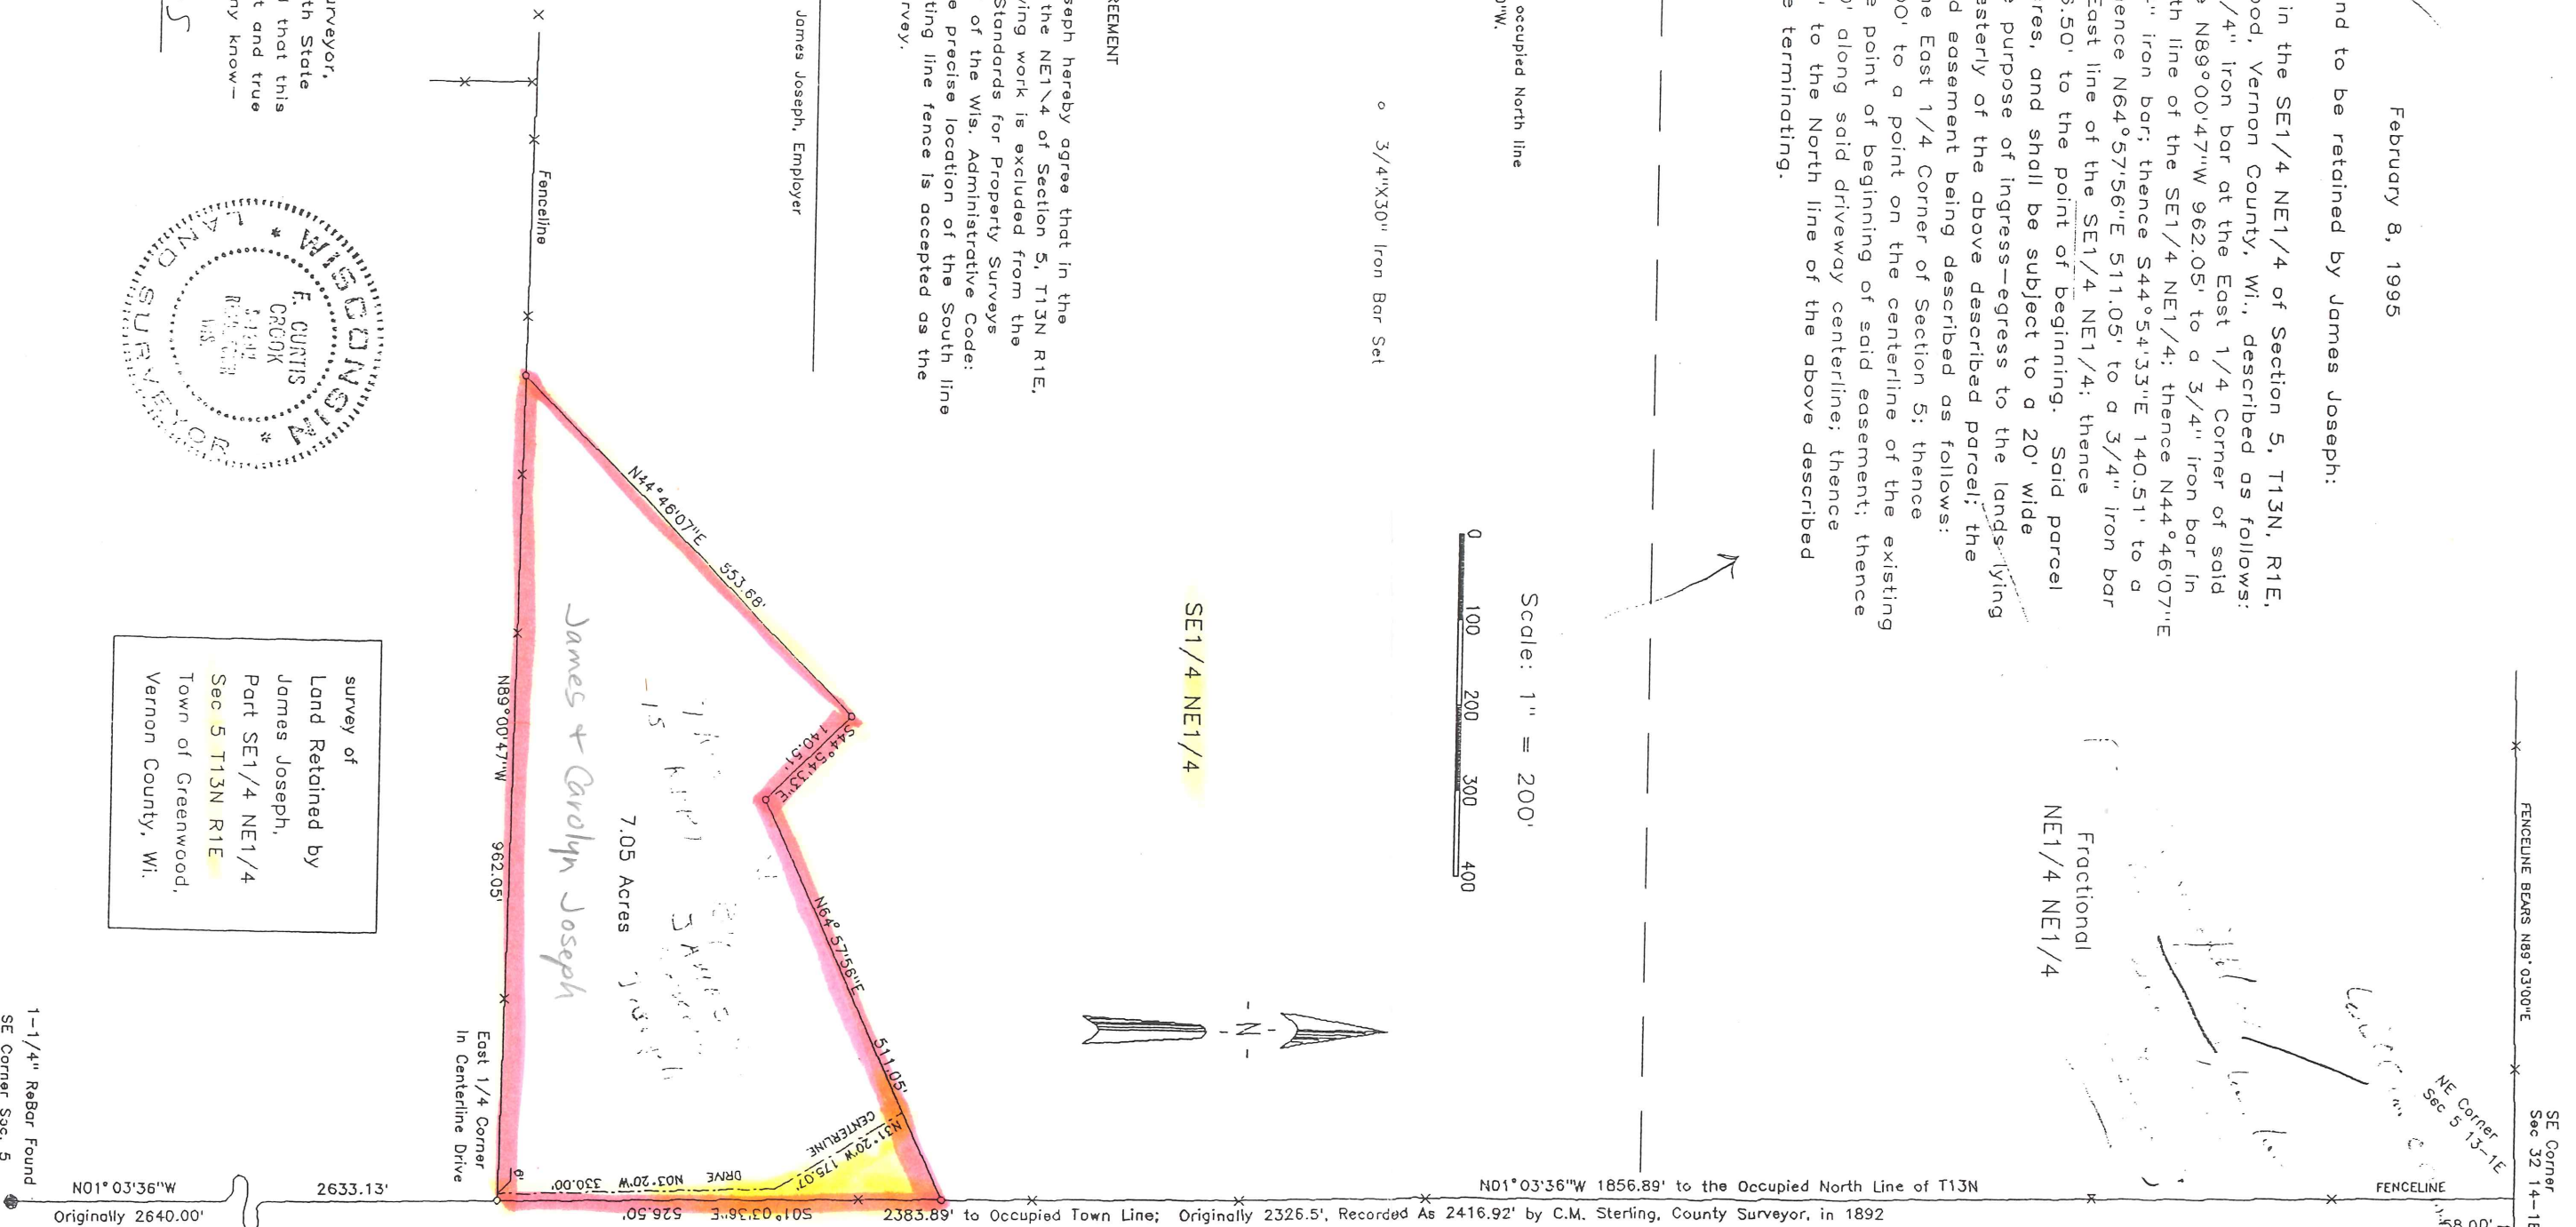 February 8, 1995
nd to be retained by James Joseph:
in the SE1/4 NE1/4 of Section 5, T13N, R1E,
ood, Vernon County, Wi., described as follows:
/4" iron bar at the East 1/4 Corner of said
e N89°00'47"W 962.05' to a 3/4" iron bar in
th line of the SE1/4 NE1/4; thence N44°46'07"E
" iron bar; thence S44°54'33"E 140.51' to a
ence N64°57'56"E 511.05' to a 3/4" iron bar
East line of the SE1/4 NE1/4; thence
6.50' to the point of beginning. Said parcel
res, and shall be subject to a 20' wide
e purpose of ingress-egress to the lands lying
esterly of the above described parcel; the
d easement being described as follows:
he East 1/4 Corner of Section 5; thence
00' to a point on the centerline of the existing
e point of beginning of said easement; thence
0' along said driveway centerline; thence
' to the North line of the above described
e terminating.
occupied North line
0"W.
o 3/4"X30" Iron Bar Set
REEMENT
seph hereby agree that in the
the NE1\4 of Section 5, T13N R1E,
ving work is excluded from the
Standards for Property Surveys
of the Wis. Administrative Code:
e precise location of the South line
ting line fence is accepted as the
rvey.
James Joseph, Employer
urveyor,
th State
that this
t and true
ny know-
WISCONSIN
LAND SURVEYOR
F. CURTIS
CROOK
WIS.
Fenceline
Scale: 1" = 200'
0 100 200 300 400
SE1/4 NE1/4
Fractional
NE1/4 NE1/4
N44°46'07"E 553.68'
S44°54'33"E
140.51'
N64°57'56"E 511.05'
7.05 Acres
James + Carolyn Joseph
N89°00'47"W 962.05'
survey of
Land Retained by
James Joseph,
Part SE1/4 NE1/4
Sec 5 T13N R1E
Town of Greenwood,
Vernon County, Wi.
East 1/4 Corner
In Centerline Drive
6'
N31°20'W 175.07'
CENTERLINE
DRIVE N03°20'W 330.00'
S01°03'36"E 526.50'
-N-
FENCELINE BEARS N89°03'00"E
NE Corner
Sec 5 13-1E
SE Corner
Sec 32 14-1E
FENCELINE
58.00'
N01°03'36"W 1856.89' to the Occupied North Line of T13N
2383.89' to Occupied Town Line; Originally 2326.5', Recorded As 2416.92' by C.M. Sterling, County Surveyor, in 1892
1-1/4" ReBar Found
SE Corner Sec. 5
N01°03'36"W 2633.13'
Originally 2640.00'